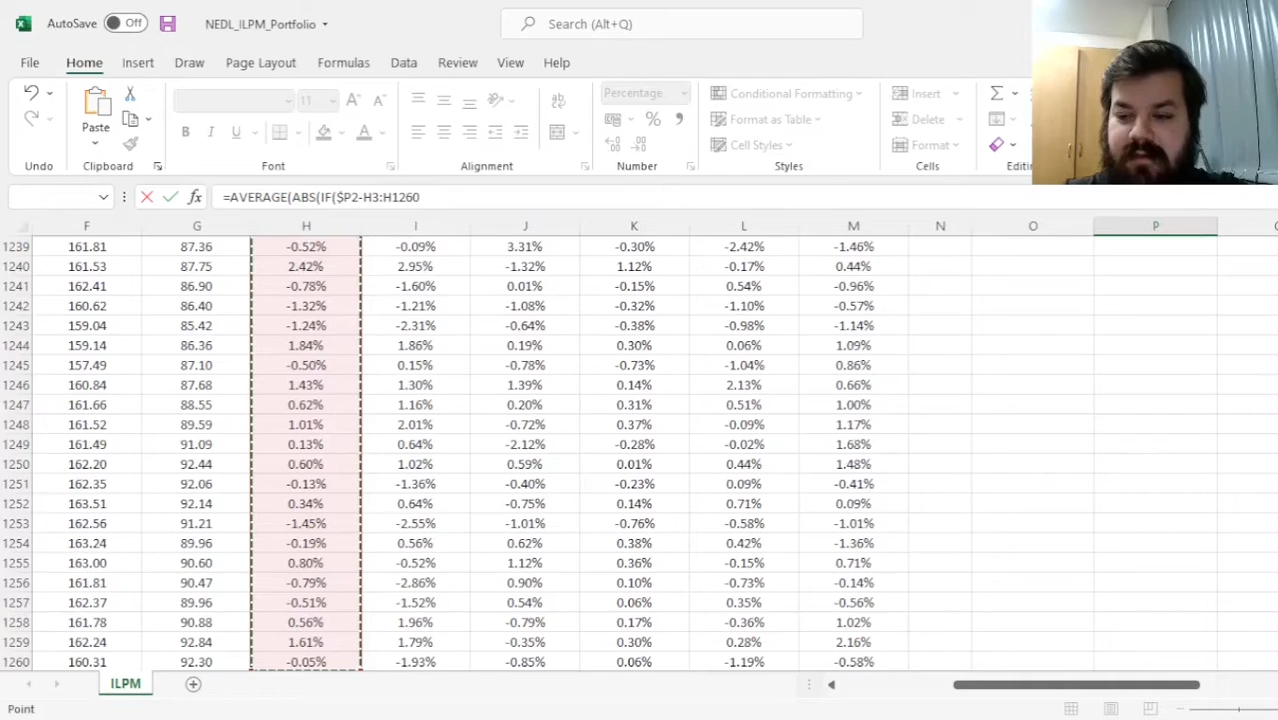 AutoSave Off NEDL_ILPM_Portfolio Search (Alt+Q)
File Home Insert Draw Page Layout Formulas Data Review View Help
Paste 11 A A B I U A Percentage % Conditional Formatting Format as Table Cell Styles Insert Delete Format
Undo Clipboard Font Alignment Number Styles Cells Editin
fx =AVERAGE(ABS(IF($P2-H3:H1260
F G H I J K L M N O P
1239 161.81 87.36 -0.52% -0.09% 3.31% -0.30% -2.42% -1.46%
1240 161.53 87.75 2.42% 2.95% -1.32% 1.12% -0.17% 0.44%
1241 162.41 86.90 -0.78% -1.60% 0.01% -0.15% 0.54% -0.96%
1242 160.62 86.40 -1.32% -1.21% -1.08% -0.32% -1.10% -0.57%
1243 159.04 85.42 -1.24% -2.31% -0.64% -0.38% -0.98% -1.14%
1244 159.14 86.36 1.84% 1.86% 0.19% 0.30% 0.06% 1.09%
1245 157.49 87.10 -0.50% 0.15% -0.78% -0.73% -1.04% 0.86%
1246 160.84 87.68 1.43% 1.30% 1.39% 0.14% 2.13% 0.66%
1247 161.66 88.55 0.62% 1.16% 0.20% 0.31% 0.51% 1.00%
1248 161.52 89.59 1.01% 2.01% -0.72% 0.37% -0.09% 1.17%
1249 161.49 91.09 0.13% 0.64% -2.12% -0.28% -0.02% 1.68%
1250 162.20 92.44 0.60% 1.02% 0.59% 0.01% 0.44% 1.48%
1251 162.35 92.06 -0.13% -1.36% -0.40% -0.23% 0.09% -0.41%
1252 163.51 92.14 0.34% 0.64% -0.75% 0.14% 0.71% 0.09%
1253 162.56 91.21 -1.45% -2.55% -1.01% -0.76% -0.58% -1.01%
1254 163.24 89.96 -0.19% 0.56% 0.62% 0.38% 0.42% -1.36%
1255 163.00 90.60 0.80% -0.52% 1.12% 0.36% -0.15% 0.71%
1256 161.81 90.47 -0.79% -2.86% 0.90% 0.10% -0.73% -0.14%
1257 162.37 89.96 -0.51% -1.52% 0.54% 0.06% 0.35% -0.56%
1258 161.78 90.88 0.56% 1.96% -0.79% 0.17% -0.36% 1.02%
1259 162.24 92.84 1.61% 1.79% -0.35% 0.30% 0.28% 2.16%
1260 160.31 92.30 -0.05% -1.93% -0.85% 0.06% -1.19% -0.58%
ILPM
Point